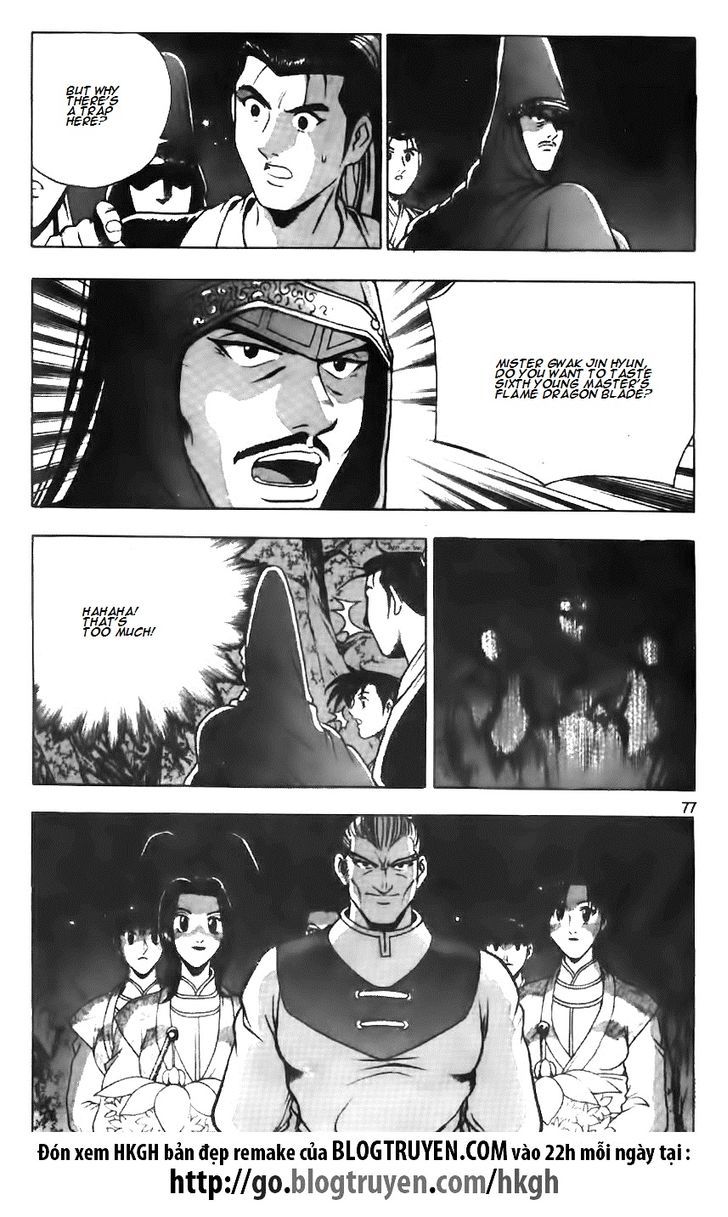 BUT WHY
THERE'S
A TRAP
HERE?
MISTER GWAK JIN HYUN,
DO YOU WANT TO TASTE
SIXTH YOUNG MASTER'S
FLAME DRAGON BLADE?
HAHAHA!
THAT'S
TOO MUCH!
77
Đón xem HKGH bản đẹp remake của BLOGTRUYEN.COM vào 22h mỗi ngày tại :
http://go.blogtruyen.com/hkgh